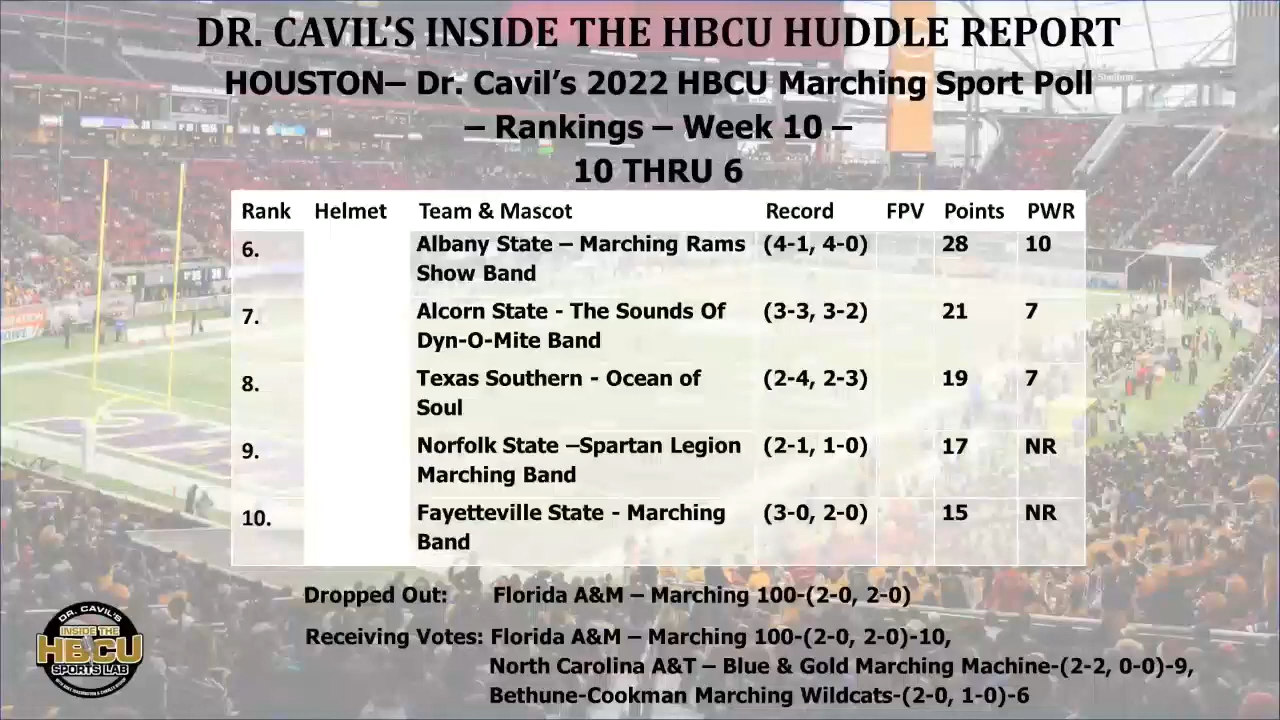 DR. CAVIL'S INSIDE THE HBCU HUDDLE REPORT
HOUSTON– Dr. Cavil's 2022 HBCU Marching Sport Poll
– Rankings – Week 10 –
10 THRU 6
Rank Helmet Team & Mascot Record FPV Points PWR
6. Albany State – Marching Rams (4-1, 4-0) 28 10
Show Band
7. Alcorn State - The Sounds Of (3-3, 3-2) 21 7
Dyn-O-Mite Band
8. Texas Southern - Ocean of (2-4, 2-3) 19 7
Soul
9. Norfolk State –Spartan Legion (2-1, 1-0) 17 NR
Marching Band
10. Fayetteville State - Marching (3-0, 2-0) 15 NR
Band
Dropped Out: Florida A&M – Marching 100-(2-0, 2-0)
Receiving Votes: Florida A&M – Marching 100-(2-0, 2-0)-10,
North Carolina A&T – Blue & Gold Marching Machine-(2-2, 0-0)-9,
Bethune-Cookman Marching Wildcats-(2-0, 1-0)-6
DR. CAVIL'S
INSIDE THE
HBCU
SPORTS LAB